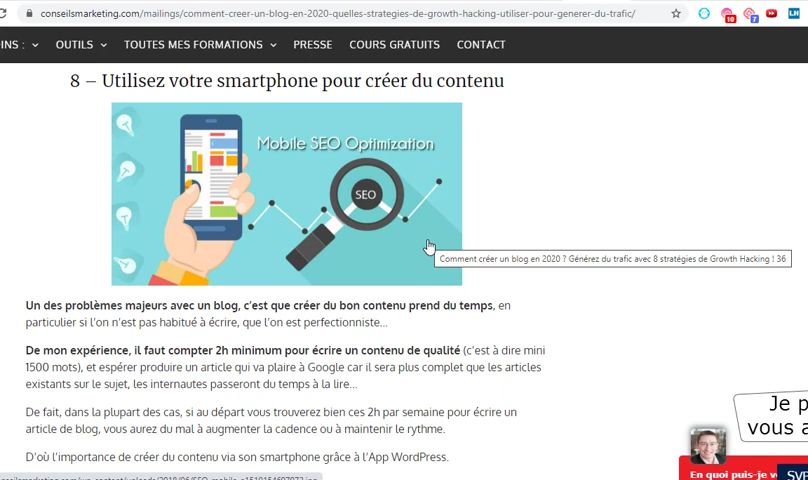 conseilsmarketing.com/mailings/comment-creer-un-blog-en-2020-quelles-strategies-de-growth-hacking-utiliser-pour-generer-du-trafic/
10
7
LH
INS :
OUTILS
TOUTES MES FORMATIONS
PRESSE
COURS GRATUITS
CONTACT
8 – Utilisez votre smartphone pour créer du contenu
Mobile SEO Optimization
SEO
Comment créer un blog en 2020 ? Générez du trafic avec 8 stratégies de Growth Hacking ! 36
Un des problèmes majeurs avec un blog, c'est que créer du bon contenu prend du temps, en
particulier si l'on n'est pas habitué à écrire, que l'on est perfectionniste…
De mon expérience, il faut compter 2h minimum pour écrire un contenu de qualité (c'est à dire mini
1500 mots), et espérer produire un article qui va plaire à Google car il sera plus complet que les articles
existants sur le sujet, les internautes passeront du temps à la lire…
De fait, dans la plupart des cas, si au départ vous trouverez bien ces 2h par semaine pour écrire un
article de blog, vous aurez du mal à augmenter la cadence ou à maintenir le rythme.
Je p
vous a
D'où l'importance de créer du contenu via son smartphone grâce à l'App WordPress.
En quoi puis-je v
SVP